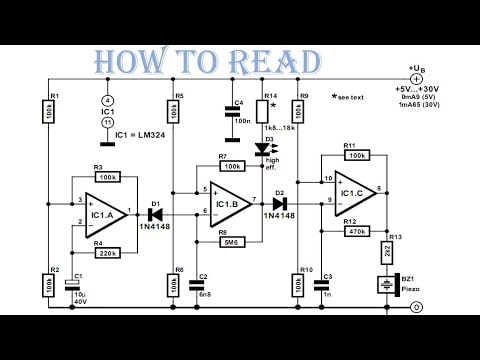 HOW TO READ
+UB
+5V...+30V
0mA9 (5V)
1mA65 (30V)
*see text
R1
100k
4
IC1
11
IC1 = LM324
R5
100k
C4
100n
R14
*
1k8...18k
R9
100k
D3
high
eff.
R3
100k
R7
100k
R11
100k
3
2
1
IC1.A
D1
1N4148
5
6
7
IC1.B
D2
1N4148
10
9
8
IC1.C
R4
220k
R8
5M6
R12
470k
R13
2k2
R2
100k
C1
10µ
40V
R6
100k
C2
6n8
R10
100k
C3
1n
BZ1
Piezo
0